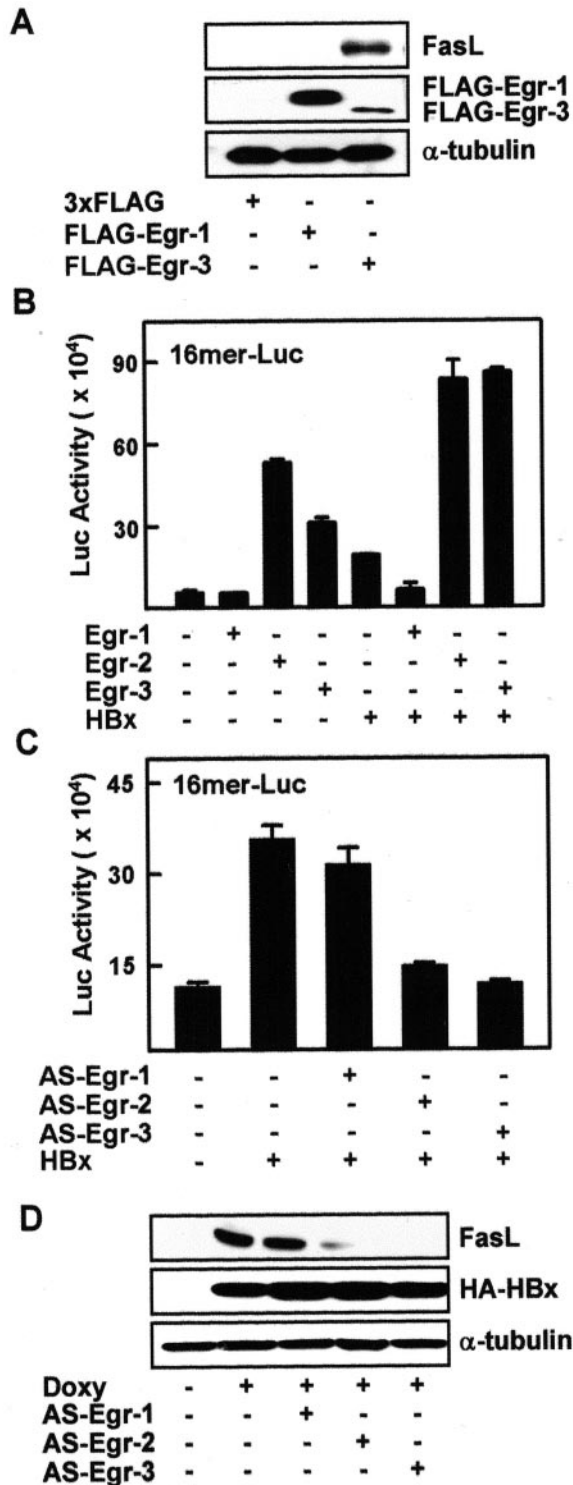 A
FasL
FLAG-Egr-1
FLAG-Egr-3
α-tubulin
3xFLAG + - -
FLAG-Egr-1 - + -
FLAG-Egr-3 - - +
B
16mer-Luc
Luc Activity ( x 10⁴)
90
60
30
Egr-1 - + - - - + - -
Egr-2 - - + - - - + -
Egr-3 - - - + - - - +
HBx - - - - + + + +
C
16mer-Luc
Luc Activity ( x 10⁴)
45
30
15
AS-Egr-1 - - + - -
AS-Egr-2 - - - + -
AS-Egr-3 - - - - +
HBx - + + + +
D
FasL
HA-HBx
α-tubulin
Doxy - + + + +
AS-Egr-1 - - + - -
AS-Egr-2 - - - + -
AS-Egr-3 - - - - +